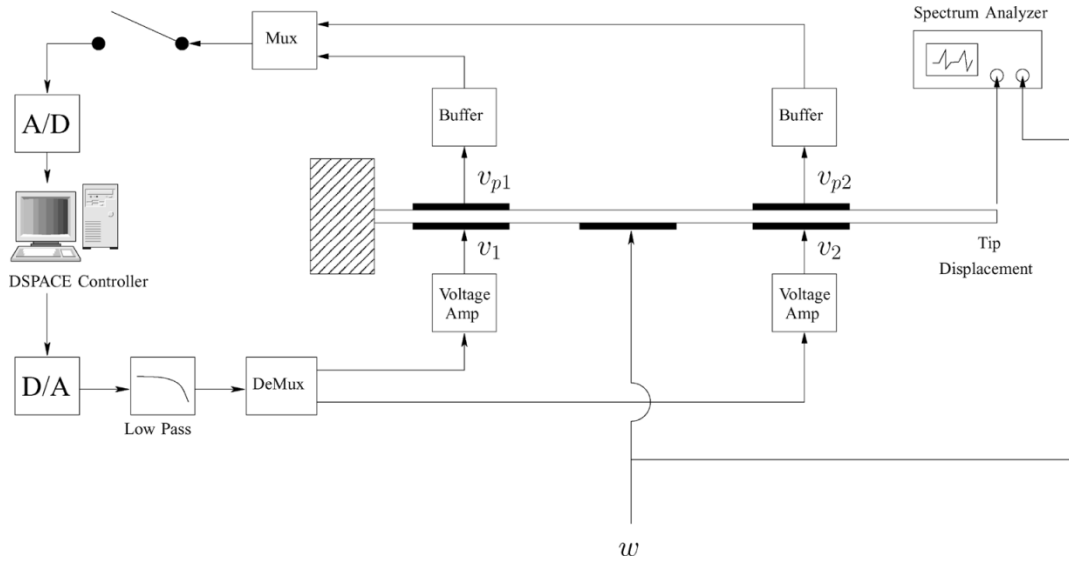 Spectrum Analyzer
Mux
A/D
Buffer
Buffer
v_{p1}
v_{p2}
v_1
v_2
Tip
Displacement
DSPACE Controller
Voltage
Amp
Voltage
Amp
D/A
DeMux
Low Pass
w